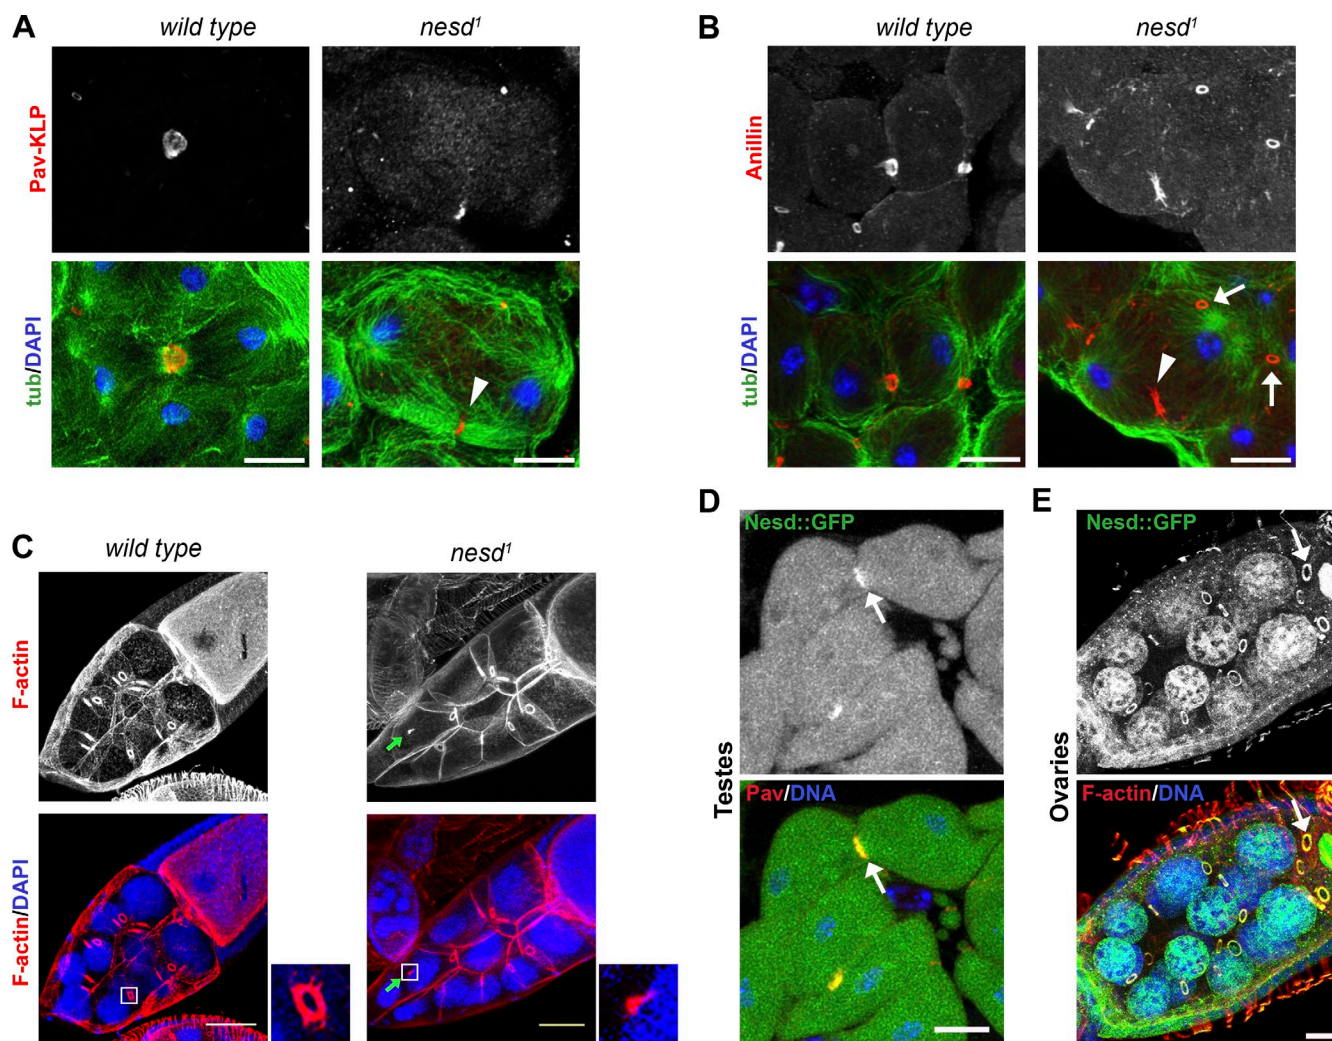 A
wild type
nesd¹
Pav-KLP
tub/DAPI
B
wild type
nesd¹
Anillin
tub/DAPI
C
wild type
nesd¹
F-actin
F-actin/DAPI
D
Nesd::GFP
Testes
Pav/DNA
E
Nesd::GFP
Ovaries
F-actin/DNA